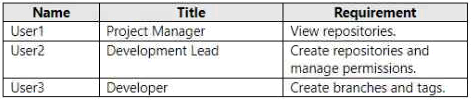 Name Title Requirement
User1 Project Manager View repositories.
User2 Development Lead Create repositories and
manage permissions.
User3 Developer Create branches and tags.